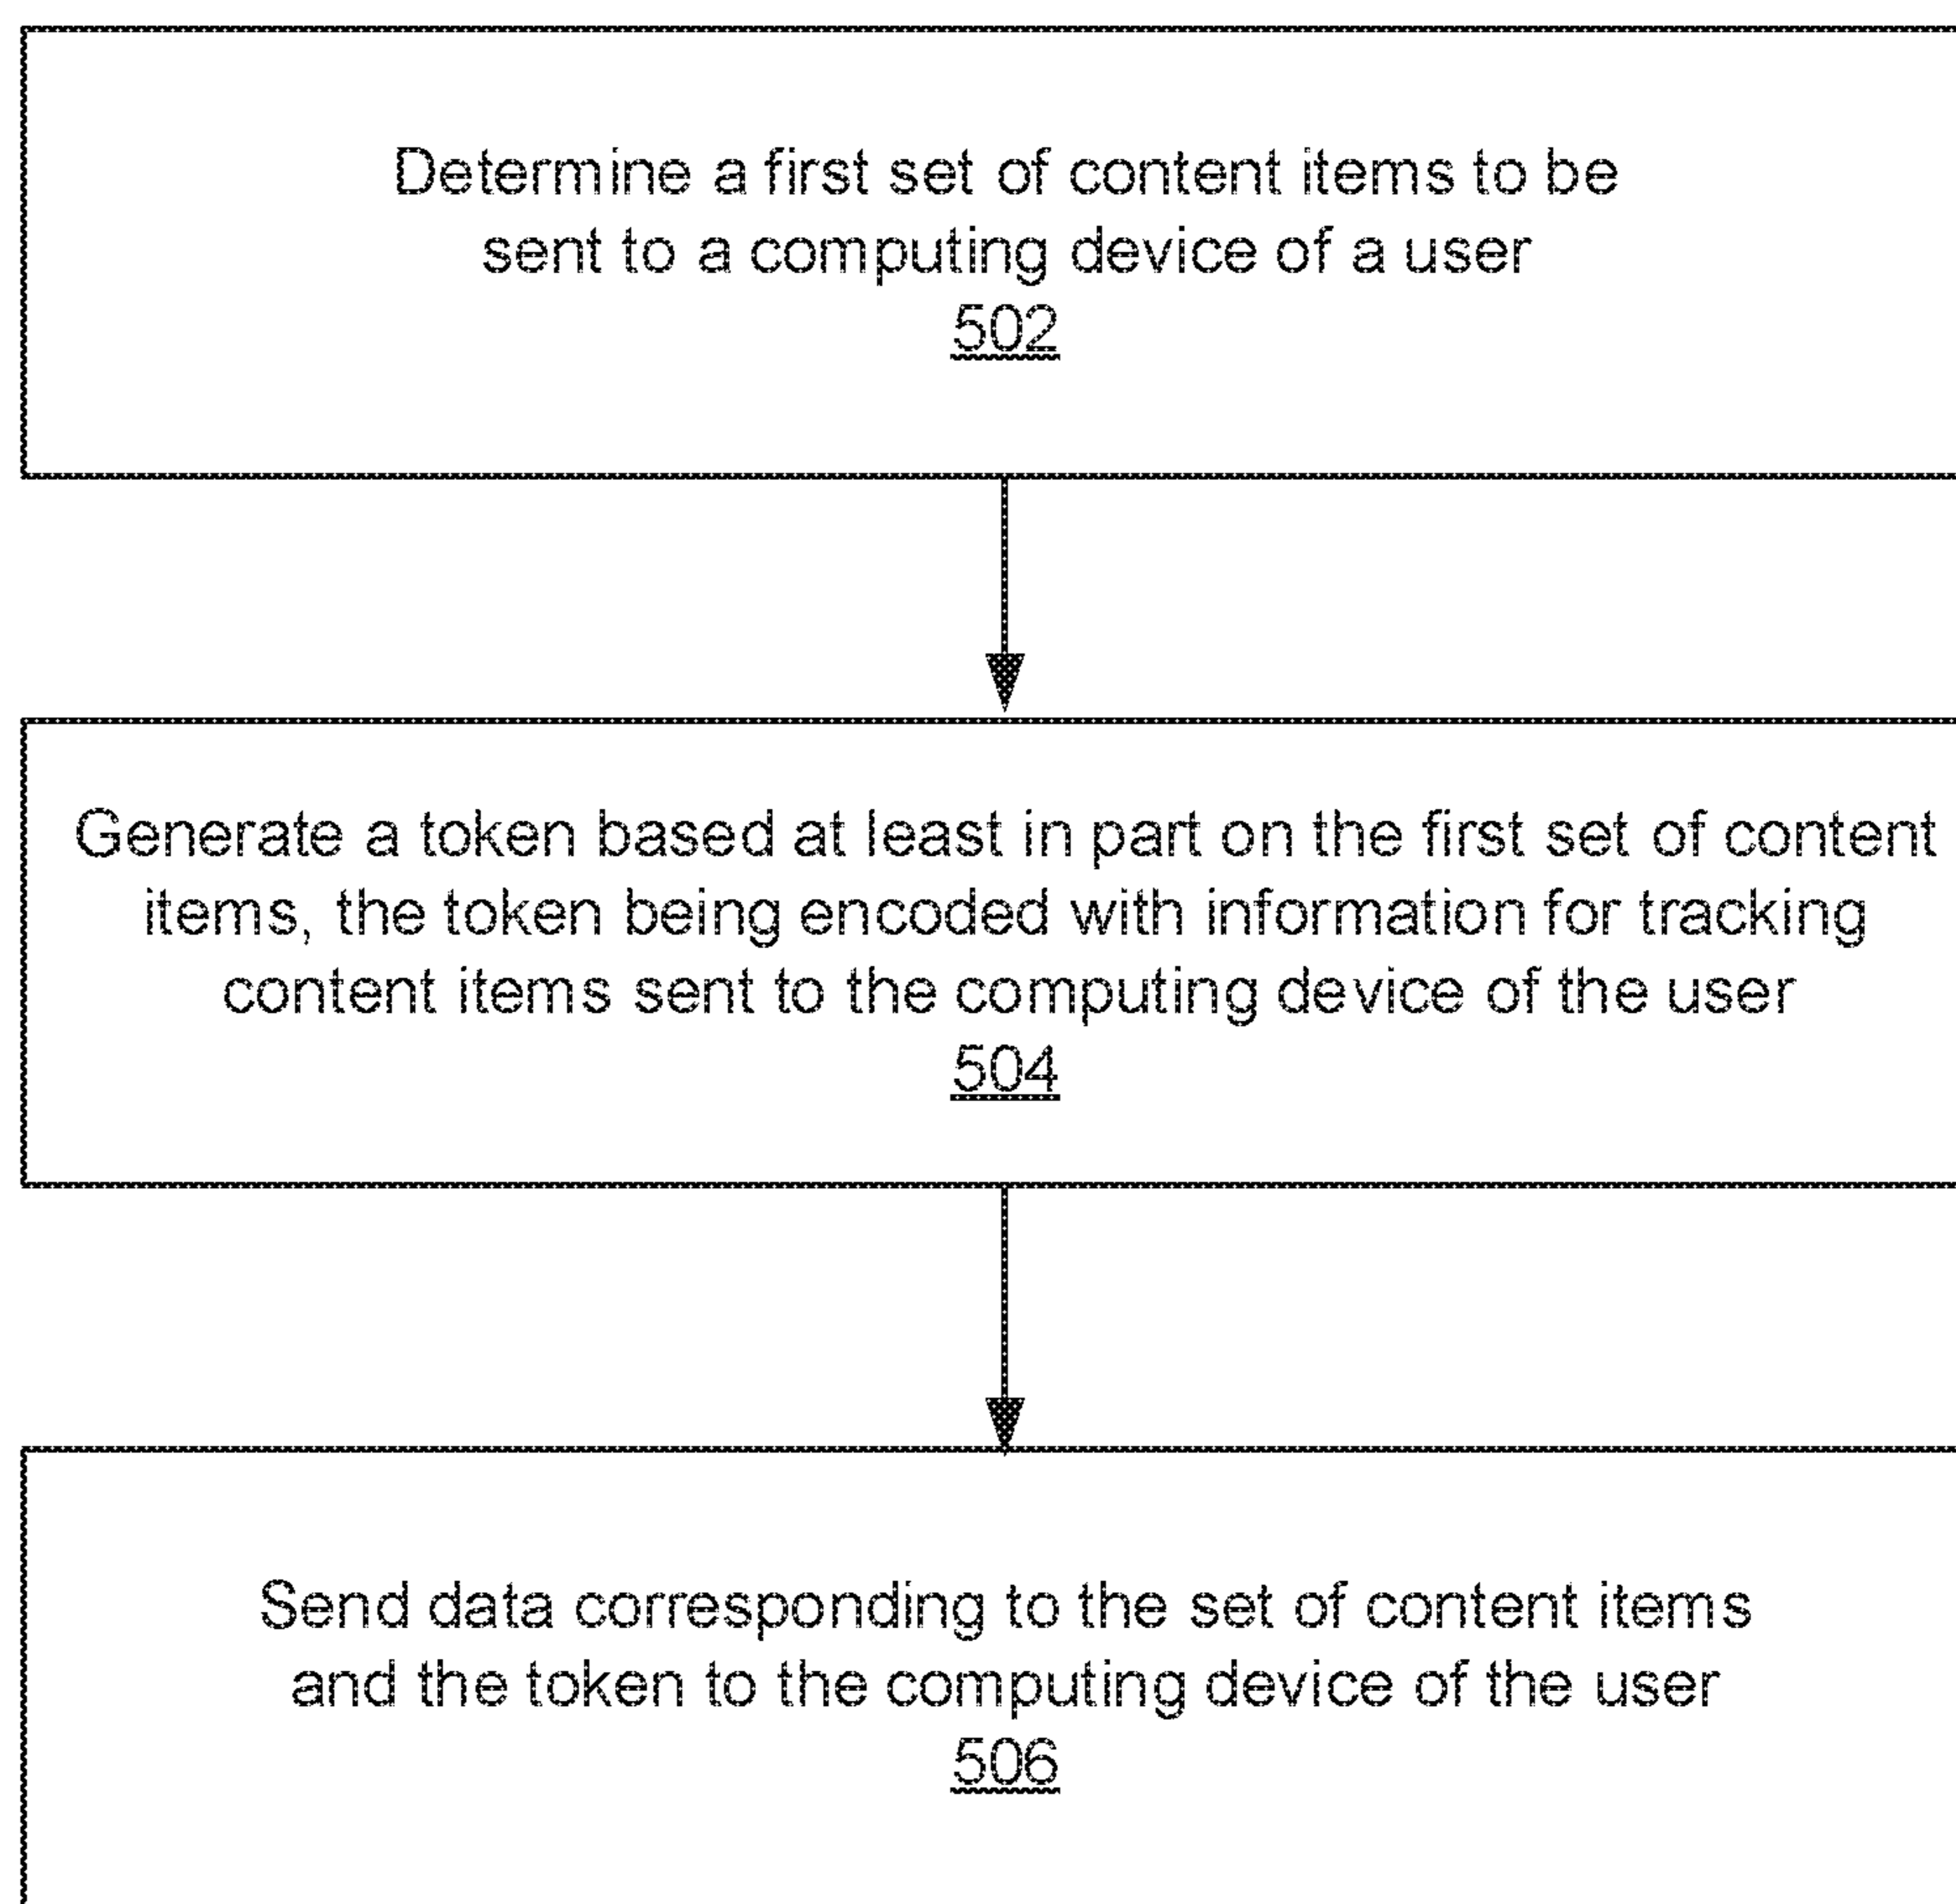 Determine a first set of content items to be
sent to a computing device of a user
502
Generate a token based at least in part on the first set of content
items, the token being encoded with information for tracking
content items sent to the computing device of the user
504
Send data corresponding to the set of content items
and the token to the computing device of the user
506